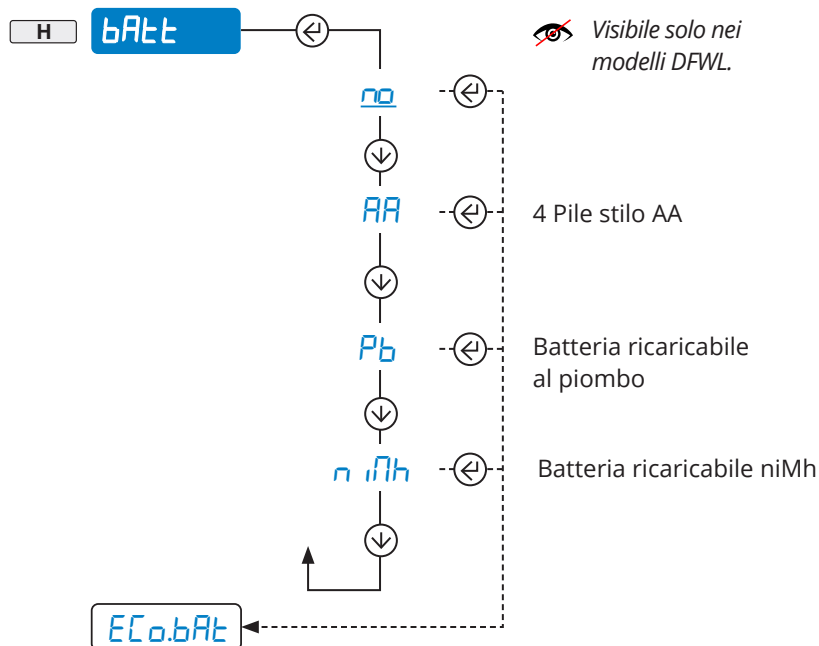 H
bAtt
Visibile solo nei
modelli DFWL.
no
AA
4 Pile stilo AA
Pb
Batteria ricaricabile
al piombo
niMh
Batteria ricaricabile niMh
ECo.bAt